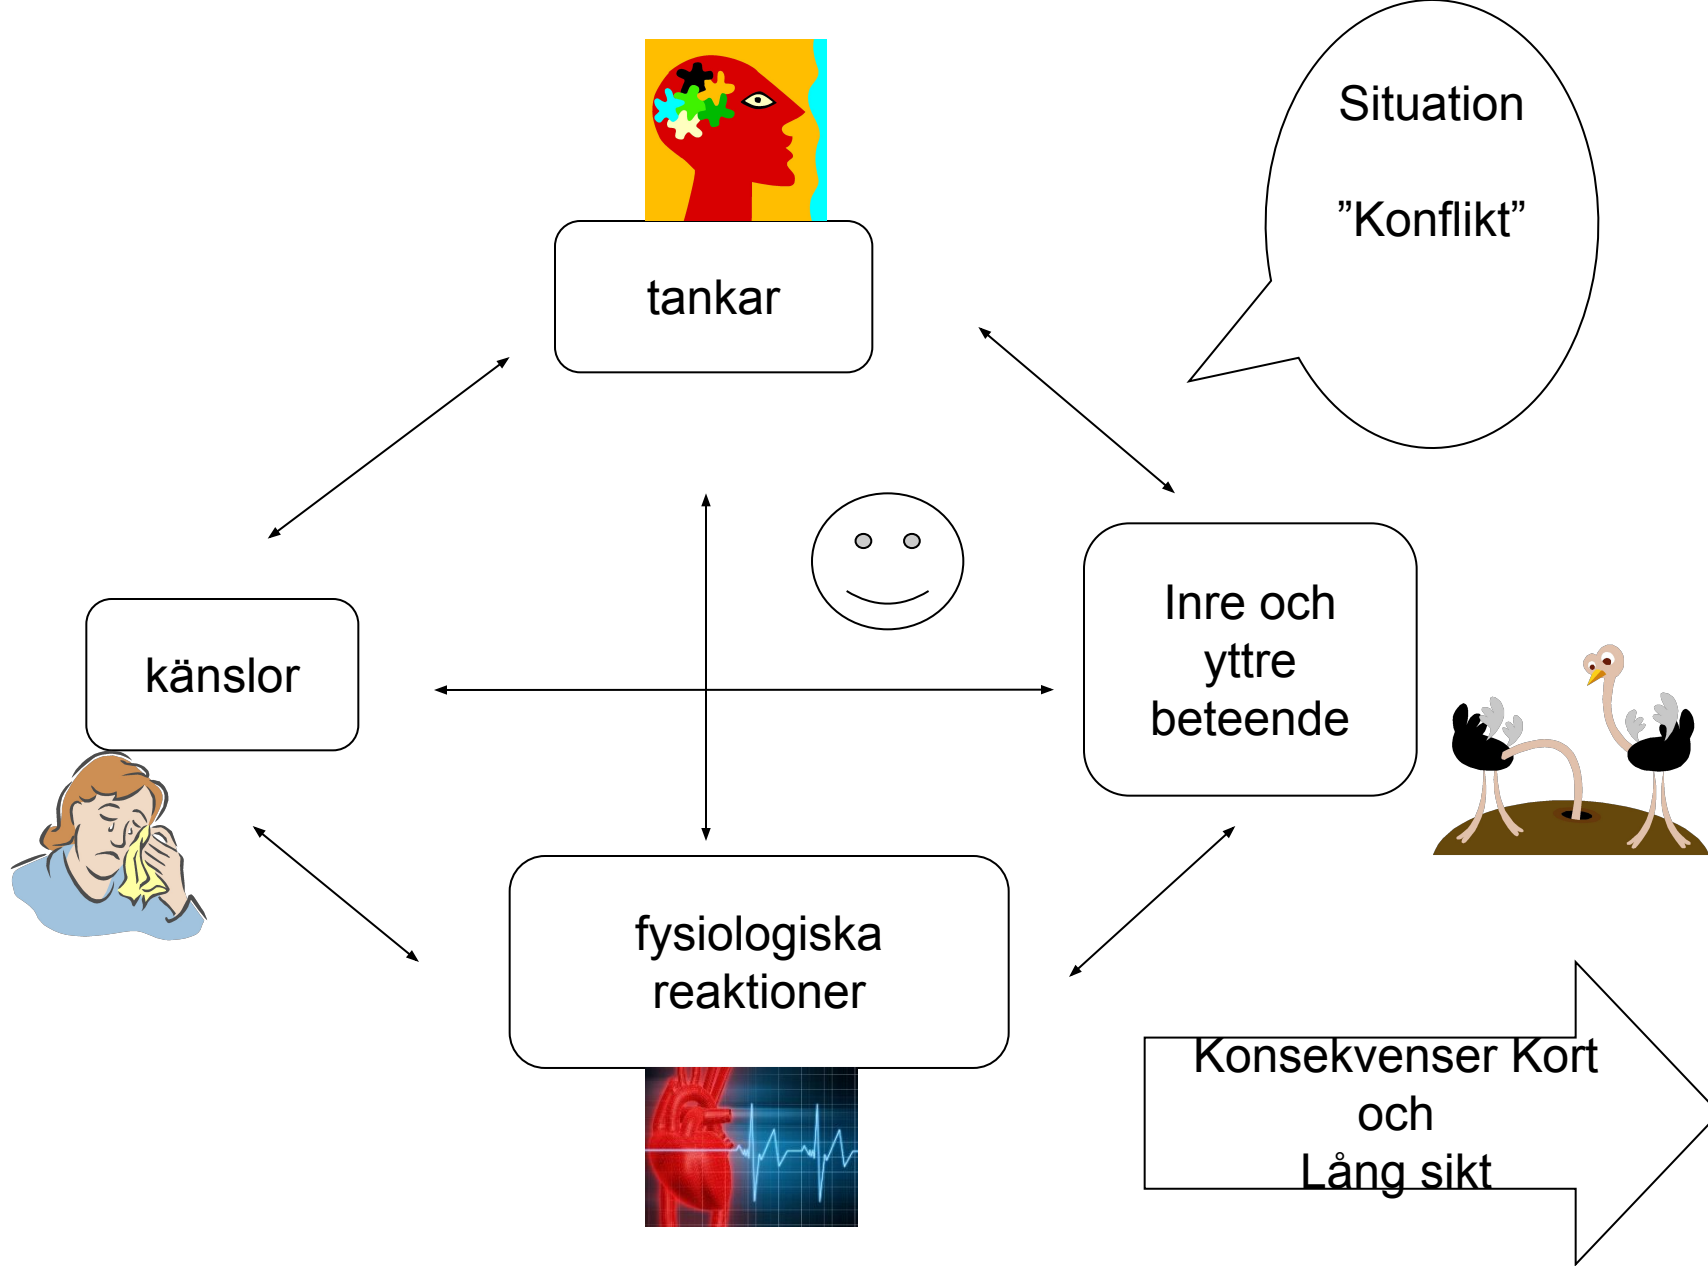 Situation
”Konflikt”
tankar
känslor
Inre och
yttre
beteende
fysiologiska
reaktioner
Konsekvenser Kort
och
Lång sikt